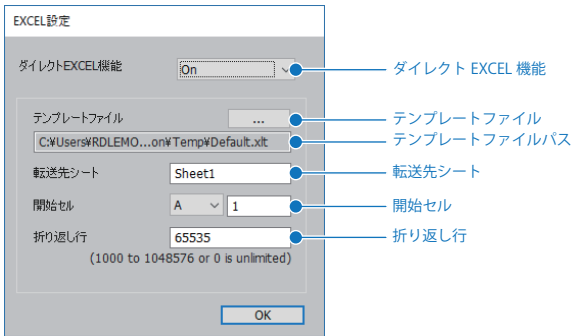 EXCEL設定
ダイレクトEXCEL機能 On ダイレクト EXCEL 機能
テンプレートファイル ... テンプレートファイル
C:¥Users¥RDLEMO...on¥Temp¥Default.xlt テンプレートファイルパス
転送先シート Sheet1 転送先シート
開始セル A 1 開始セル
折り返し行 65535 折り返し行
(1000 to 1048576 or 0 is unlimited)
OK